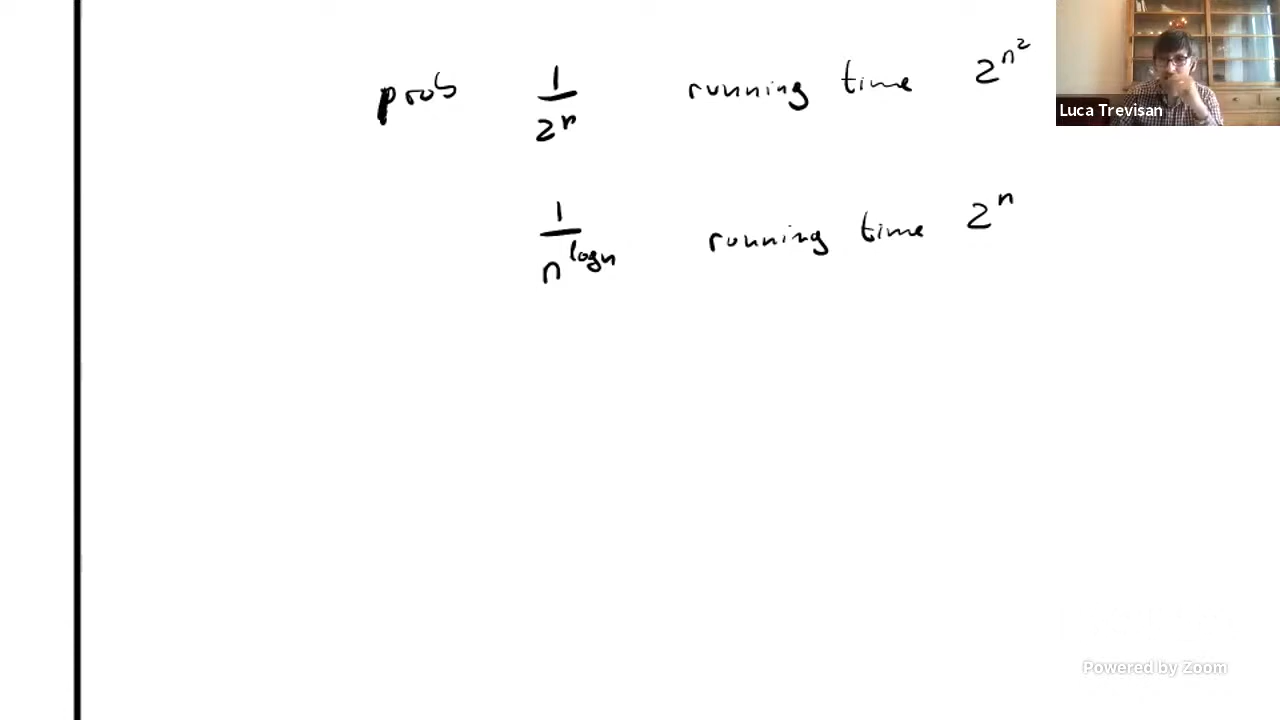 prob 1/2^n running time 2^{n^2}
Luca Trevisan
1/n^{log n} running time 2^n
Powered by Zoom